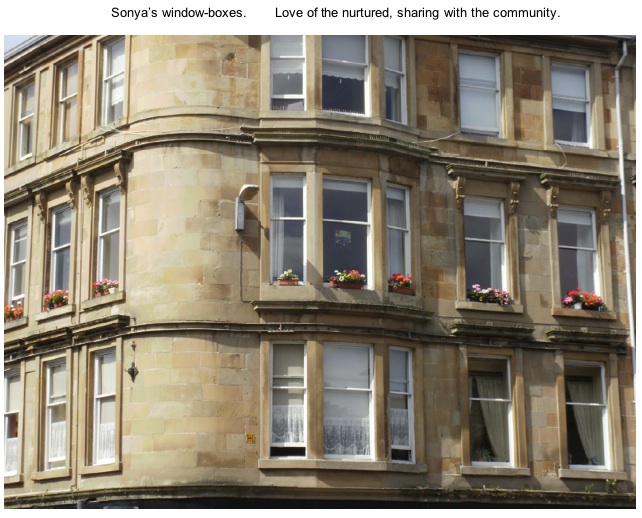 Sonya's window-boxes. Love of the nurtured, sharing with the community.